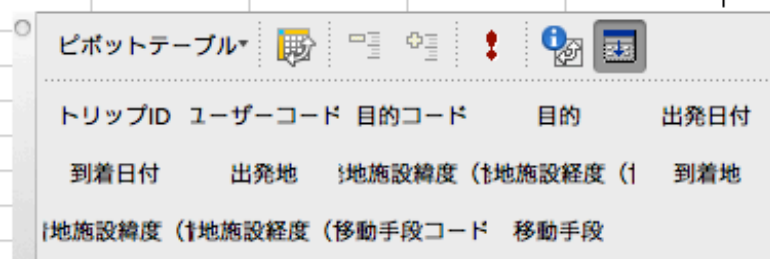 ピボットテーブル
トリップID ユーザーコード 目的コード 目的 出発日付
到着日付 出発地 地施設緯度（ 地施設経度（ 到着地
地施設緯度（ 地施設経度（ 移動手段コード 移動手段